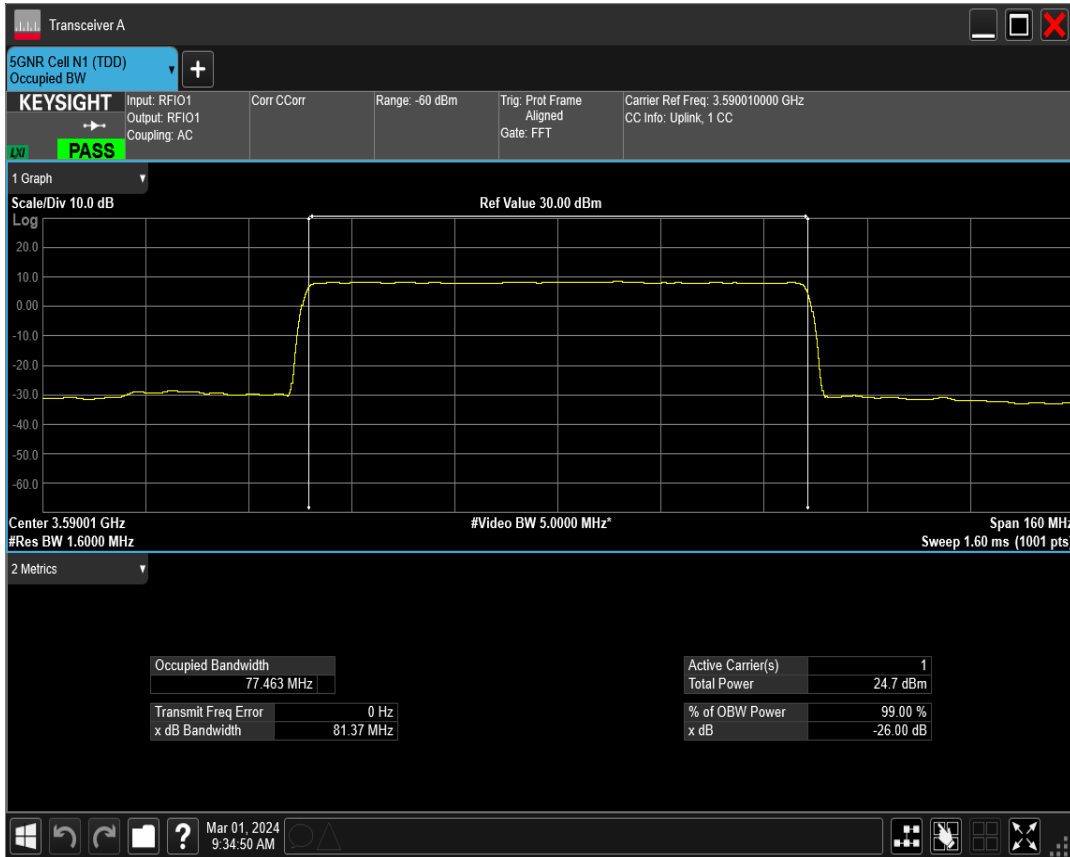 Transceiver A
5GNR Cell N1 (TDD)
Occupied BW
+
KEYSIGHT
LXI
PASS
Input: RFIO1
Output: RFIO1
Coupling: AC
Corr CCorr
Range: -60 dBm
Trig: Prot Frame
Aligned
Gate: FFT
Carrier Ref Freq: 3.590010000 GHz
CC Info: Uplink, 1 CC
1 Graph
Scale/Div 10.0 dB
Ref Value 30.00 dBm
Log
20.0
10.0
0.00
-10.0
-20.0
-30.0
-40.0
-50.0
-60.0
Center 3.59001 GHz
#Video BW 5.0000 MHz*
Span 160 MHz
#Res BW 1.6000 MHz
Sweep 1.60 ms (1001 pts
2 Metrics
Occupied Bandwidth
77.463 MHz
Transmit Freq Error 0 Hz
x dB Bandwidth 81.37 MHz
Active Carrier(s) 1
Total Power 24.7 dBm
% of OBW Power 99.00 %
x dB -26.00 dB
?
Mar 01, 2024
9:34:50 AM